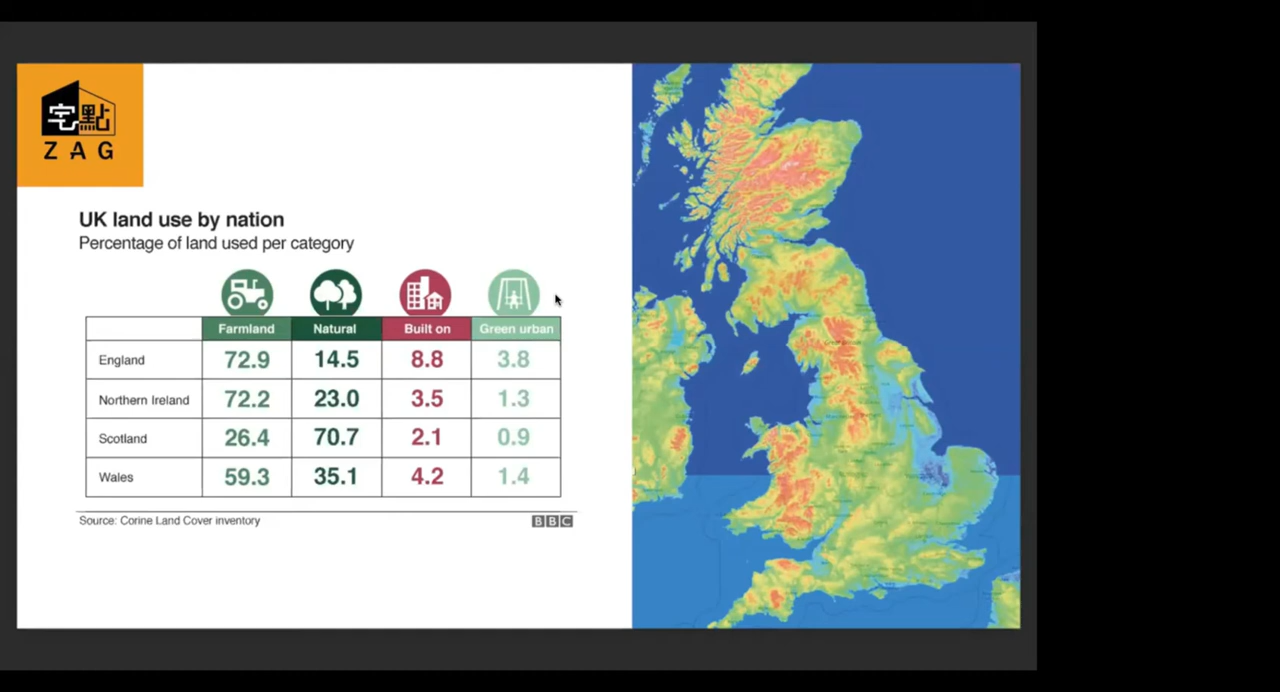 宅點
ZAG
UK land use by nation
Percentage of land used per category
Farmland Natural Built on Green urban
England 72.9 14.5 8.8 3.8
Northern Ireland 72.2 23.0 3.5 1.3
Scotland 26.4 70.7 2.1 0.9
Wales 59.3 35.1 4.2 1.4
Source: Corine Land Cover inventory BBC